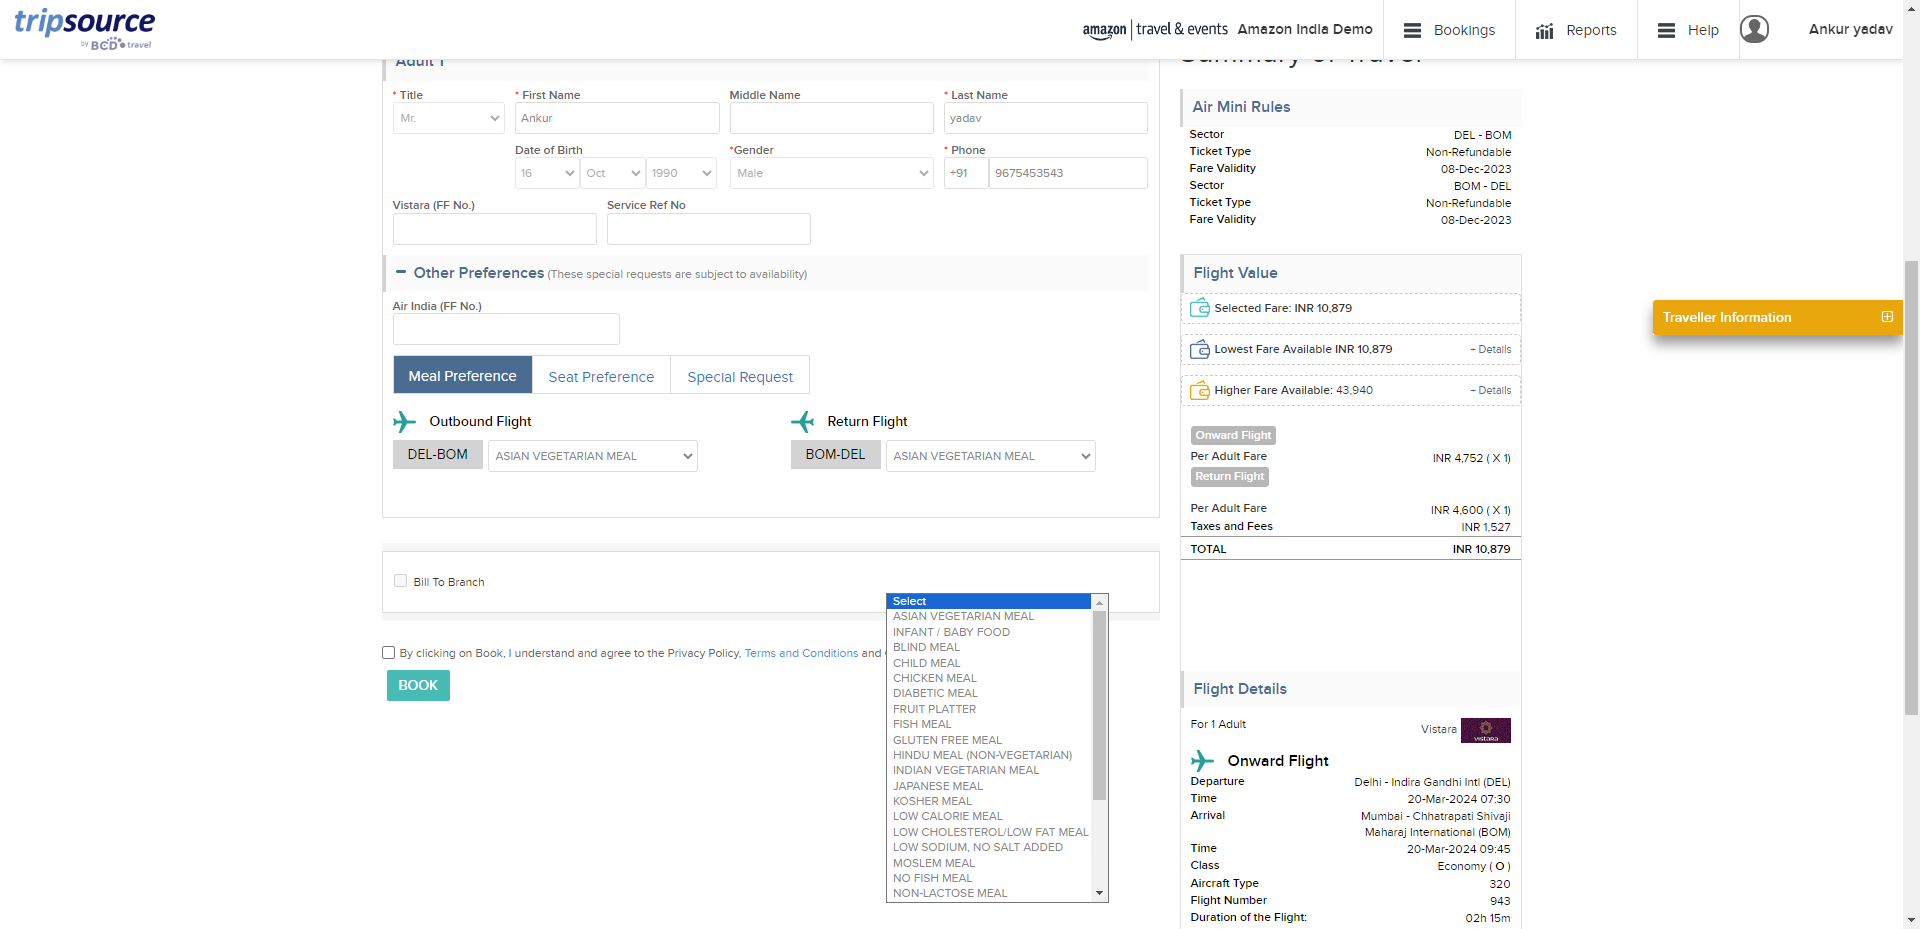 tripsource
by BCD travel
amazon travel & events
Amazon India Demo
Bookings
Reports
Help
Ankur yadav
Adult 1
* Title
* First Name
Middle Name
* Last Name
Mr.
Ankur
yadav
Date of Birth
*Gender
* Phone
16
Oct
1990
Male
+91
9675453543
Vistara (FF No.)
Service Ref No
Other Preferences (These special requests are subject to availability)
Air India (FF No.)
Meal Preference
Seat Preference
Special Request
Outbound Flight
Return Flight
DEL-BOM
ASIAN VEGETARIAN MEAL
BOM-DEL
ASIAN VEGETARIAN MEAL
Bill To Branch
By clicking on Book, I understand and agree to the Privacy Policy, Terms and Conditions and
BOOK
Select
ASIAN VEGETARIAN MEAL
INFANT / BABY FOOD
BLIND MEAL
CHILD MEAL
CHICKEN MEAL
DIABETIC MEAL
FRUIT PLATTER
FISH MEAL
GLUTEN FREE MEAL
HINDU MEAL (NON-VEGETARIAN)
INDIAN VEGETARIAN MEAL
JAPANESE MEAL
KOSHER MEAL
LOW CALORIE MEAL
LOW CHOLESTEROL/LOW FAT MEAL
LOW SODIUM, NO SALT ADDED
MOSLEM MEAL
NO FISH MEAL
NON-LACTOSE MEAL
Summary of Travel
Air Mini Rules
Sector DEL - BOM
Ticket Type Non-Refundable
Fare Validity 08-Dec-2023
Sector BOM - DEL
Ticket Type Non-Refundable
Fare Validity 08-Dec-2023
Flight Value
Selected Fare: INR 10,879
Lowest Fare Available INR 10,879 + Details
Higher Fare Available: 43,940 + Details
Onward Flight
Per Adult Fare INR 4,752 ( X 1)
Return Flight
Per Adult Fare INR 4,600 ( X 1)
Taxes and Fees INR 1,527
TOTAL INR 10,879
Flight Details
For 1 Adult Vistara VISTARA
Onward Flight
Departure Delhi - Indira Gandhi Intl (DEL)
Time 20-Mar-2024 07:30
Arrival Mumbai - Chhatrapati Shivaji
Maharaj International (BOM)
Time 20-Mar-2024 09:45
Class Economy ( O )
Aircraft Type 320
Flight Number 943
Duration of the Flight: 02h 15m
Traveller Information